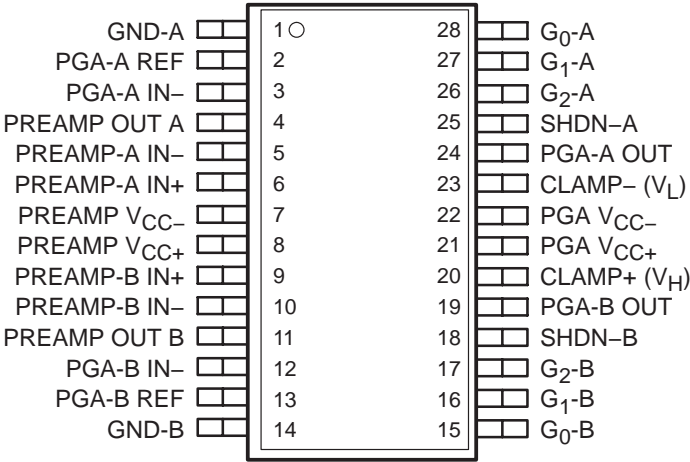 GND-A 1 28 G0-A
PGA-A REF 2 27 G1-A
PGA-A IN− 3 26 G2-A
PREAMP OUT A 4 25 SHDN−A
PREAMP-A IN− 5 24 PGA-A OUT
PREAMP-A IN+ 6 23 CLAMP− (VL)
PREAMP VCC− 7 22 PGA VCC−
PREAMP VCC+ 8 21 PGA VCC+
PREAMP-B IN+ 9 20 CLAMP+ (VH)
PREAMP-B IN− 10 19 PGA-B OUT
PREAMP OUT B 11 18 SHDN−B
PGA-B IN− 12 17 G2-B
PGA-B REF 13 16 G1-B
GND-B 14 15 G0-B